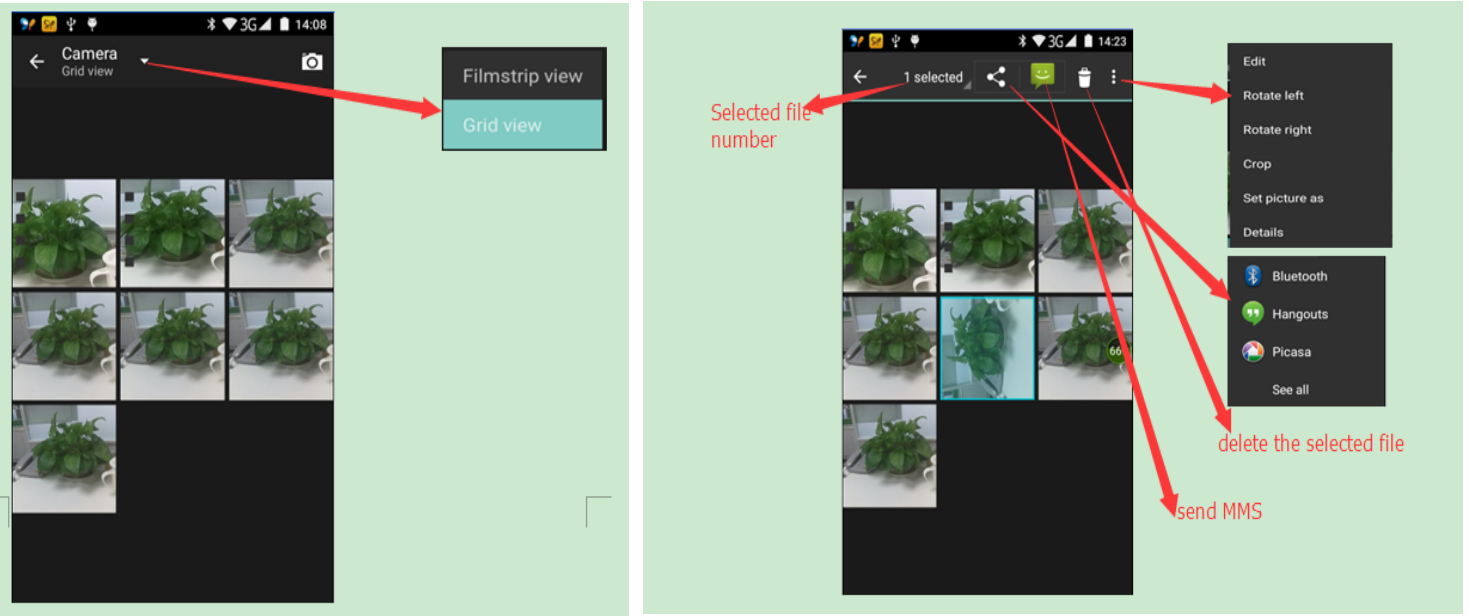 3G 14:08
Camera
Grid view
Filmstrip view
Grid view
3G 14:23
1 selected
Selected file
number
Edit
Rotate left
Rotate right
Crop
Set picture as
Details
Bluetooth
Hangouts
Picasa
See all
66
delete the selected file
send MMS